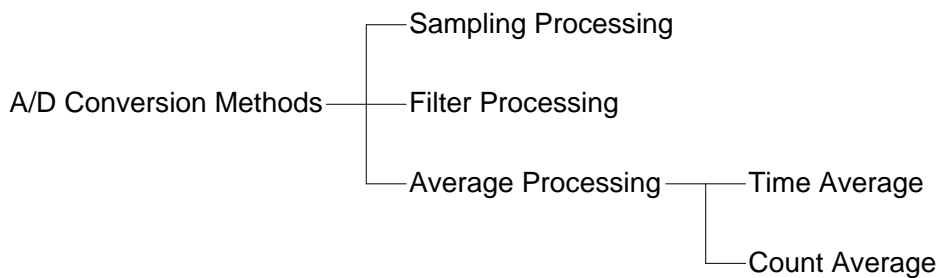 Sampling Processing
A/D Conversion Methods
Filter Processing
Average Processing
Time Average
Count Average